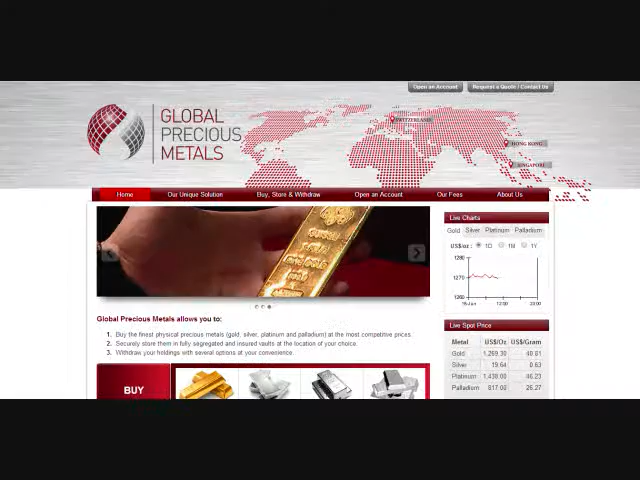 Open an Account
Request a Quote / Contact Us
GLOBAL
PRECIOUS
METALS
SWITZERLAND
HONG KONG
SINGAPORE
Home
Our Unique Solution
Buy, Store & Withdraw
Open an Account
Our Fees
About Us
Live Charts
Gold Silver Platinum Palladium
US$/oz : 1D 1M 1Y
1280
1270
1260
12:00
Global Precious Metals allows you to:
1. Buy the finest physical precious metals (gold, silver, platinum and palladium) at the most competitive prices.
2. Securely store them in fully segregated and insured vaults at the location of your choice.
3. Withdraw your holdings with several options at your convenience.
BUY
Live Spot Price
Metal US$/Oz US$/Gram
Gold 1,269.30 40.81
Silver 19.64 0.63
Platinum 1,438.00 46.23
Palladium 817.00 26.27